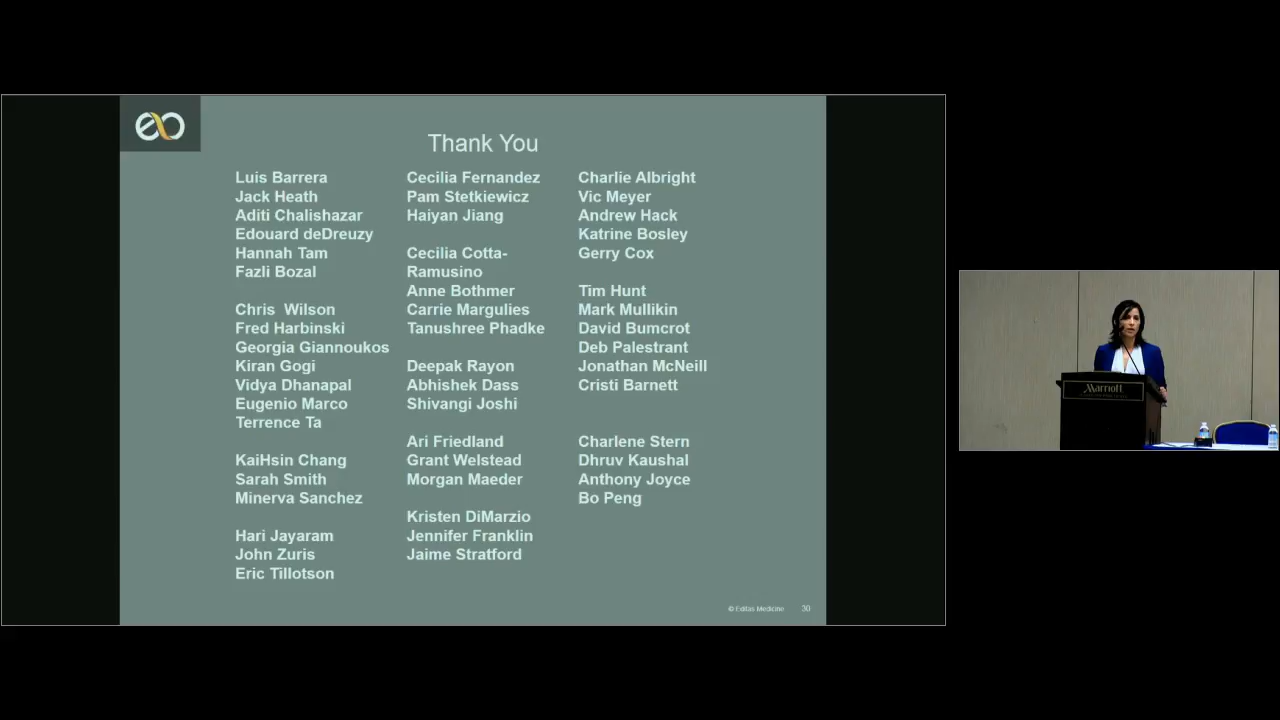 Thank You
Luis Barrera
Jack Heath
Aditi Chalishazar
Edouard deDreuzy
Hannah Tam
Fazli Bozal
Chris Wilson
Fred Harbinski
Georgia Giannoukos
Kiran Gogi
Vidya Dhanapal
Eugenio Marco
Terrence Ta
KaiHsin Chang
Sarah Smith
Minerva Sanchez
Hari Jayaram
John Zuris
Eric Tillotson
Cecilia Fernandez
Pam Stetkiewicz
Haiyan Jiang
Cecilia Cotta-
Ramusino
Anne Bothmer
Carrie Margulies
Tanushree Phadke
Deepak Rayon
Abhishek Dass
Shivangi Joshi
Ari Friedland
Grant Welstead
Morgan Maeder
Kristen DiMarzio
Jennifer Franklin
Jaime Stratford
Charlie Albright
Vic Meyer
Andrew Hack
Katrine Bosley
Gerry Cox
Tim Hunt
Mark Mullikin
David Bumcrot
Deb Palestrant
Jonathan McNeill
Cristi Barnett
Charlene Stern
Dhruv Kaushal
Anthony Joyce
Bo Peng
© Editas Medicine 30
Marriott